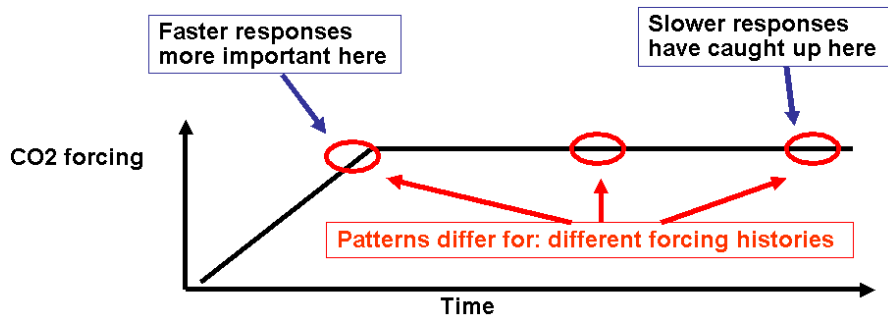 Faster responses
more important here
Slower responses
have caught up here
CO2 forcing
Patterns differ for: different forcing histories
Time